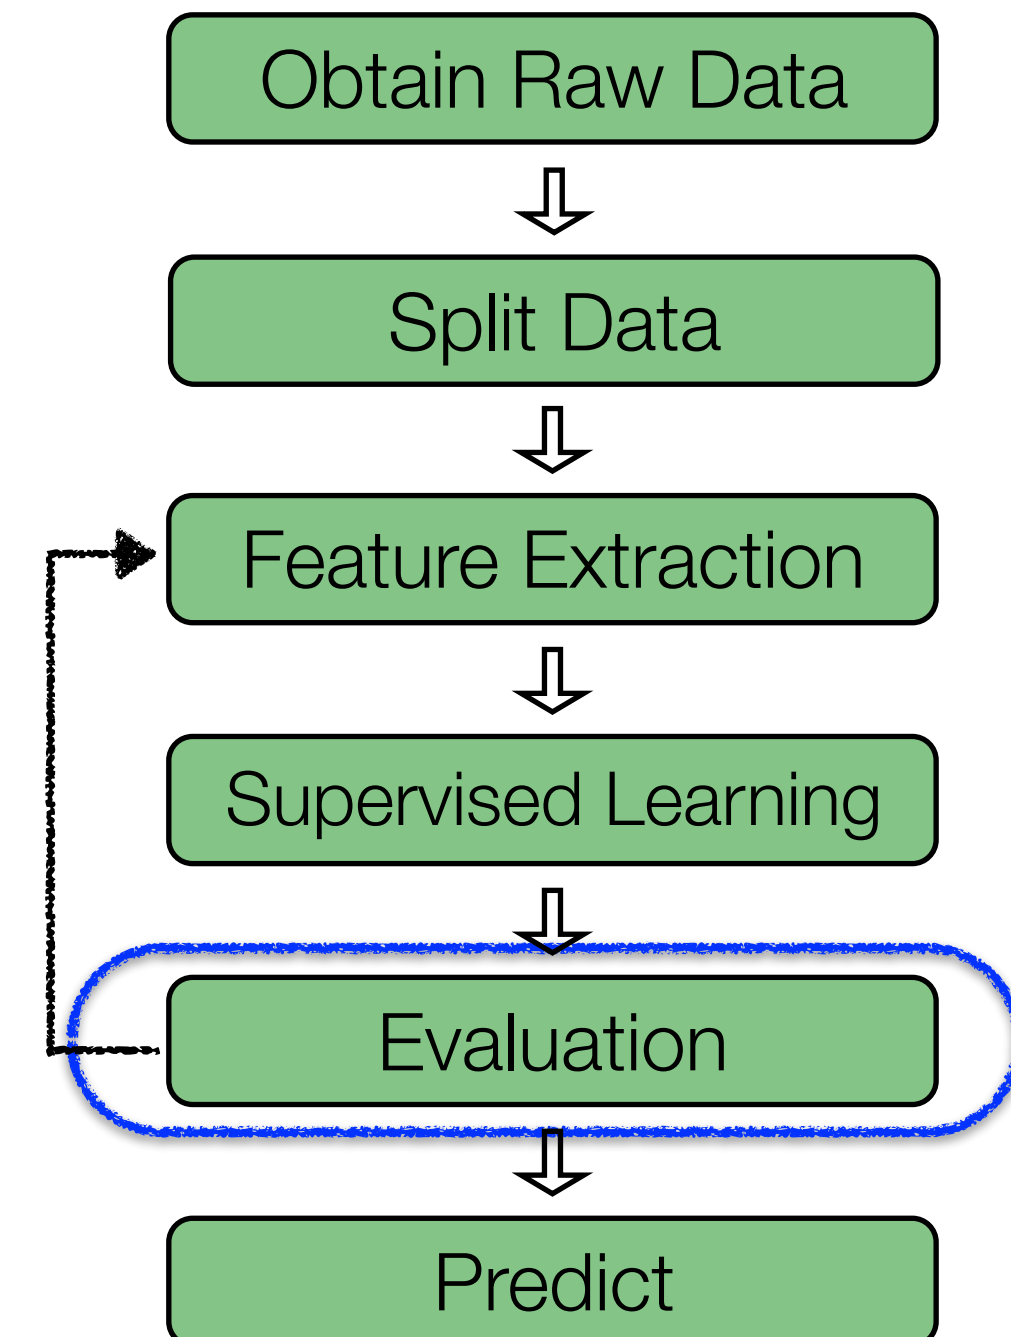 Obtain Raw Data
Split Data
Feature Extraction
Supervised Learning
Evaluation
Predict